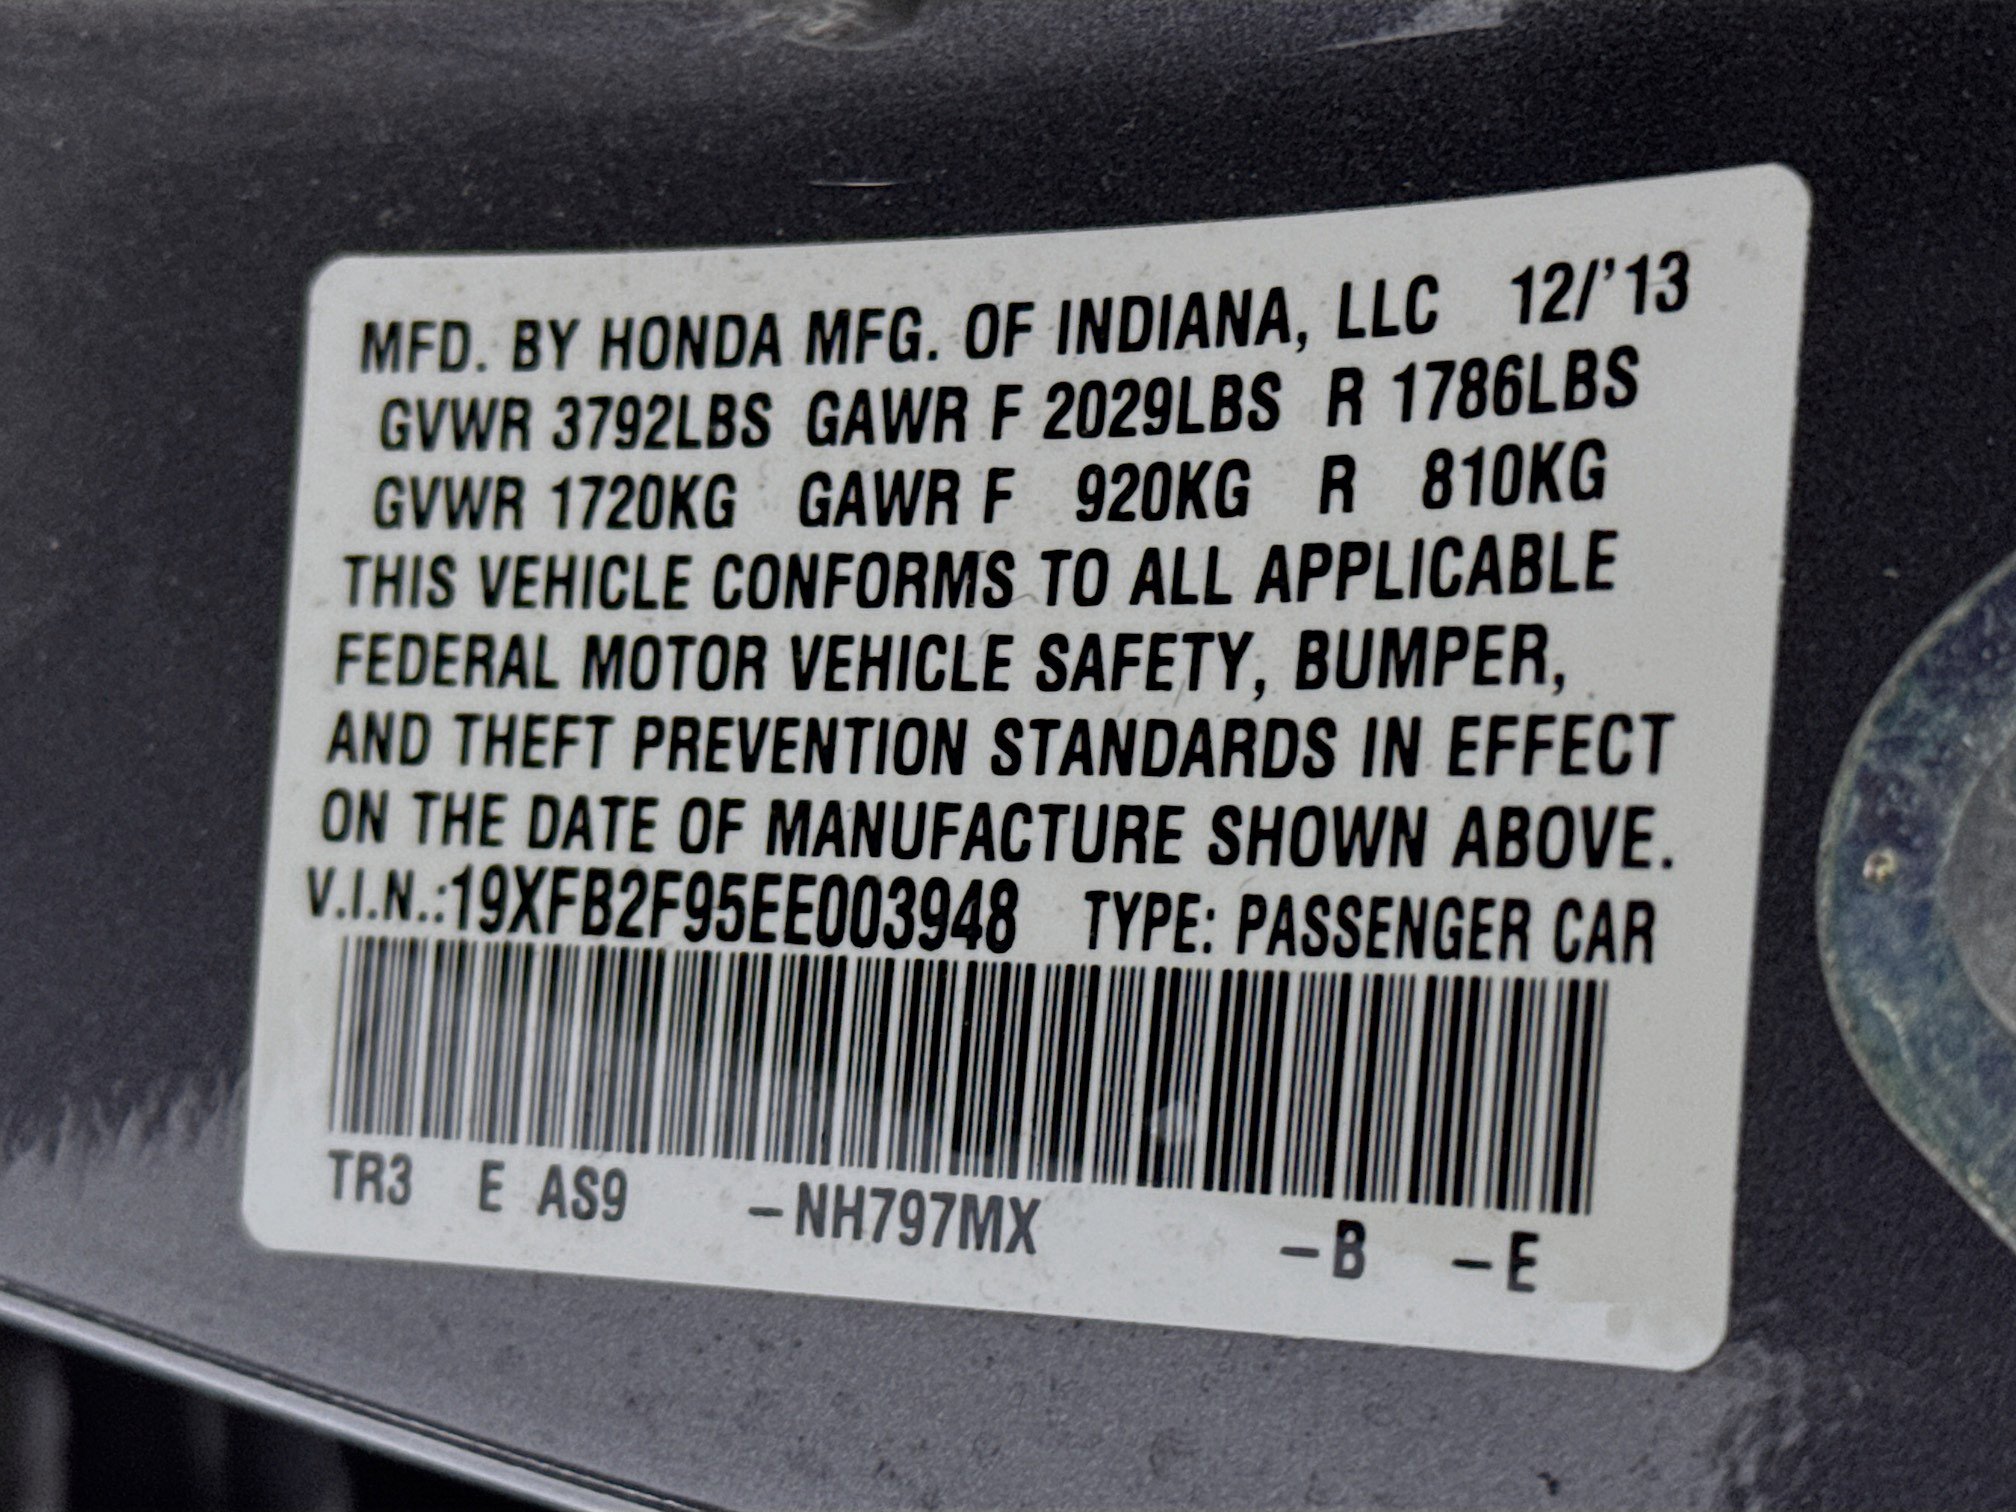 MFD. BY HONDA MFG. OF INDIANA, LLC 12/'13
GVWR 3792LBS GAWR F 2029LBS R 1786LBS
GVWR 1720KG GAWR F 920KG R 810KG
THIS VEHICLE CONFORMS TO ALL APPLICABLE
FEDERAL MOTOR VEHICLE SAFETY, BUMPER,
AND THEFT PREVENTION STANDARDS IN EFFECT
ON THE DATE OF MANUFACTURE SHOWN ABOVE.
V.I.N.:19XFB2F95EE003948 TYPE: PASSENGER CAR
TR3 E AS9 -NH797MX -B -E